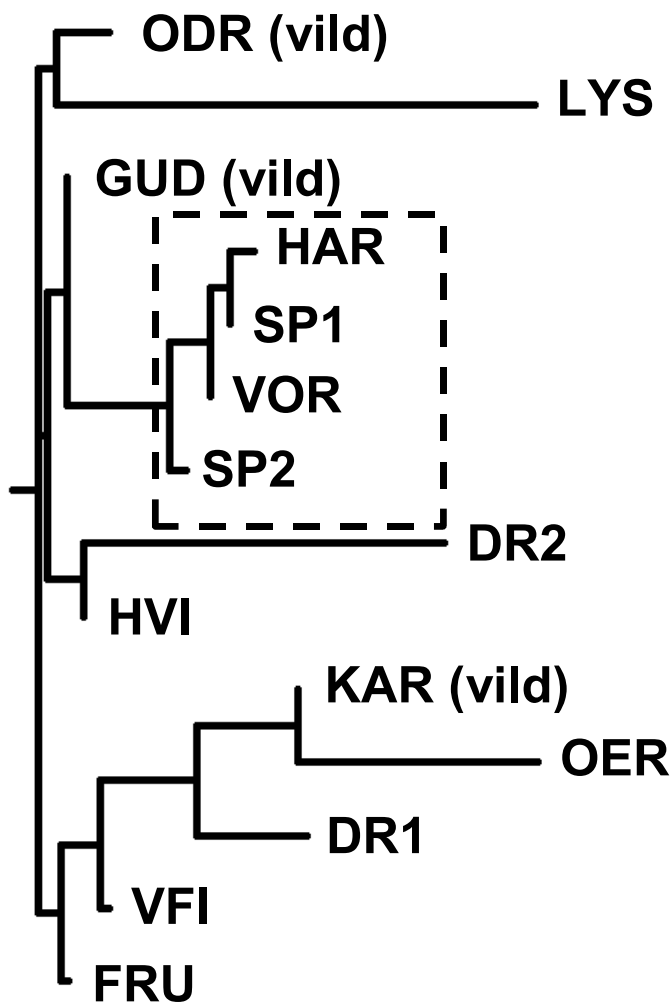 ODR (vild)
LYS
GUD (vild)
HAR
SP1
VOR
SP2
DR2
HVI
KAR (vild)
OER
DR1
VFI
FRU